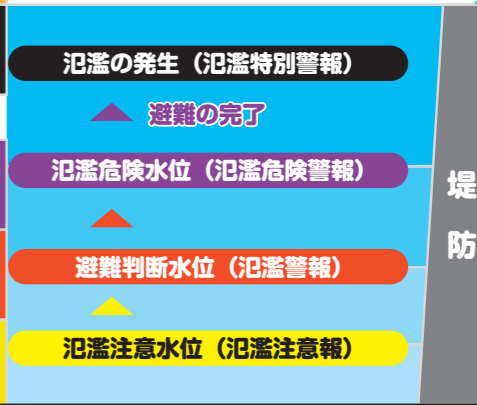 氾濫の発生（氾濫特別警報）
避難の完了
氾濫危険水位（氾濫危険警報）
避難判断水位（氾濫警報）
氾濫注意水位（氾濫注意報）
堤防